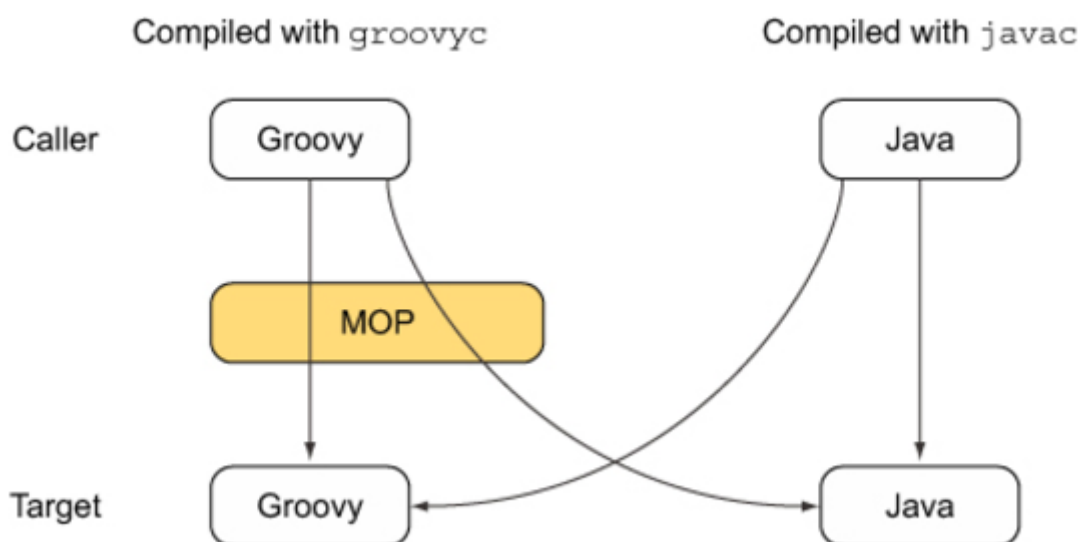 Compiled with groovyc
Compiled with javac
Caller
Groovy
Java
MOP
Target
Groovy
Java